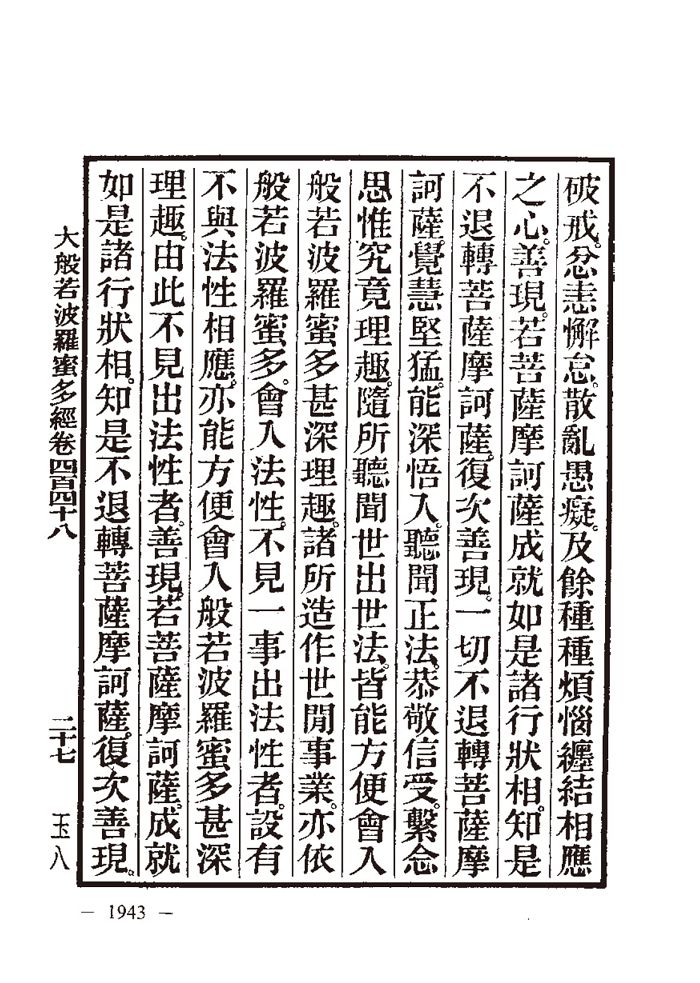 破戒。忿恚懈怠。散亂愚癡。及餘種種煩惱纏結相應
之心。善現。若菩薩摩訶薩成就如是諸行狀相。知是
不退轉菩薩摩訶薩。復次善現。一切不退轉菩薩摩
訶薩。覺慧堅猛。能深悟入。聽聞正法。恭敬信受。繫念
思惟究竟理趣。隨所聽聞世出世法。皆能方便會入
般若波羅蜜多甚深理趣。諸所造作世閒事業。亦依
般若波羅蜜多。會入法性。不見一事出法性者。設有
不與法性相應。亦能方便會入般若波羅蜜多甚深
理趣。由此不見出法性者。善現。若菩薩摩訶薩。成就
如是諸行狀相。知是不退轉菩薩摩訶薩。復次善現。
大般若波羅蜜多經卷四百四十八 二十七 玉八
— 1943 —